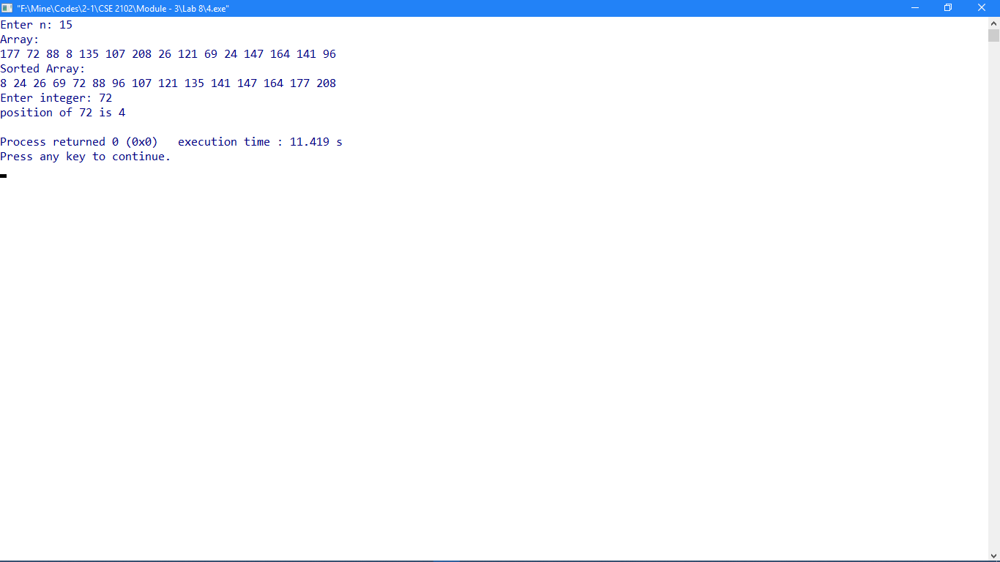 "F:\Mine\Codes\2-1\CSE 2102\Module - 3\Lab 8\4.exe"
Enter n: 15
Array:
177 72 88 8 135 107 208 26 121 69 24 147 164 141 96
Sorted Array:
8 24 26 69 72 88 96 107 121 135 141 147 164 177 208
Enter integer: 72
position of 72 is 4
Process returned 0 (0x0)   execution time : 11.419 s
Press any key to continue.